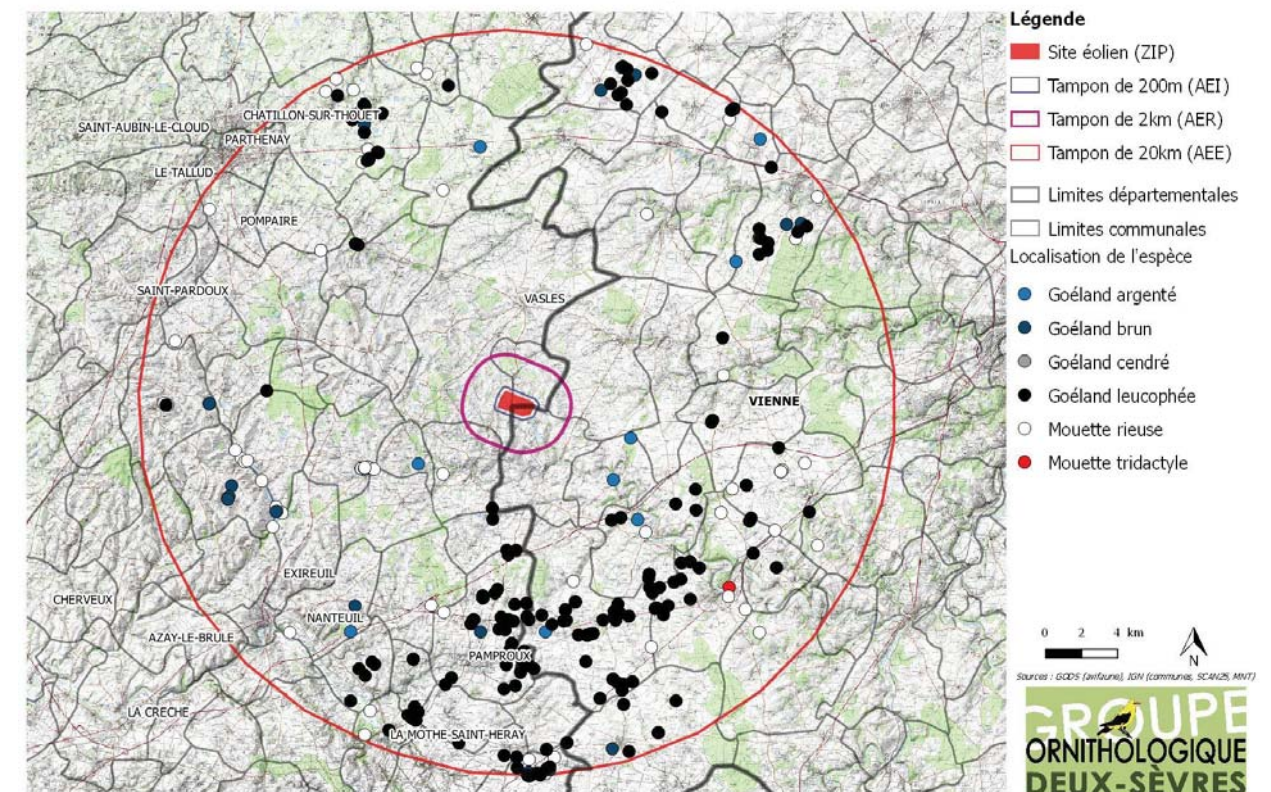 CHATILLON-SUR-THOUET
SAINT-AUBIN-LE-CLOUD
PARTHENAY
LE TALLUD
POMPAIRE
SAINT-PARDOUX
VASLES
VIENNE
EXIREUIL
CHERVEUX
NANTEUIL
AZAY-LE-BRULE
PAMPROUX
LA CRECHE
LA MOTHE-SAINT-HERAY
Légende
Site éolien (ZIP)
Tampon de 200m (AEI)
Tampon de 2km (AER)
Tampon de 20km (AEE)
Limites départementales
Limites communales
Localisation de l'espèce
Goéland argenté
Goéland brun
Goéland cendré
Goéland leucophée
Mouette rieuse
Mouette tridactyle
0 2 4 km
N
Sources : GODS (avifaune), IGN (communes, SCAN25, MNT)
GROUPE
ORNITHOLOGIQUE
DEUX-SÈVRES